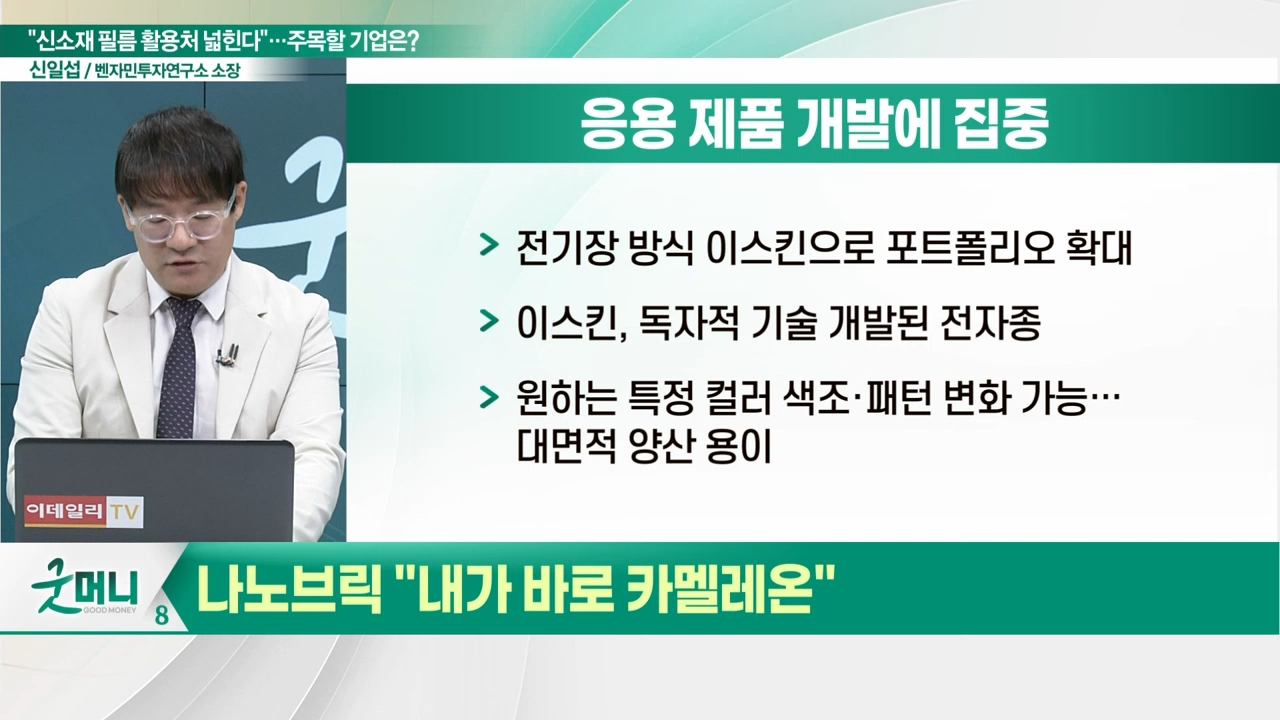 "신소재 필름 활용처 넓힌다"…주목할 기업은?
신일섭 / 벤자민투자연구소 소장
응용 제품 개발에 집중
> 전기장 방식 이스킨으로 포트폴리오 확대
> 이스킨, 독자적 기술 개발된 전자종
> 원하는 특정 컬러 색조·패턴 변화 가능…
대면적 양산 용이
이데일리TV
굿머니
GOOD MONEY
8
나노브릭 "내가 바로 카멜레온"